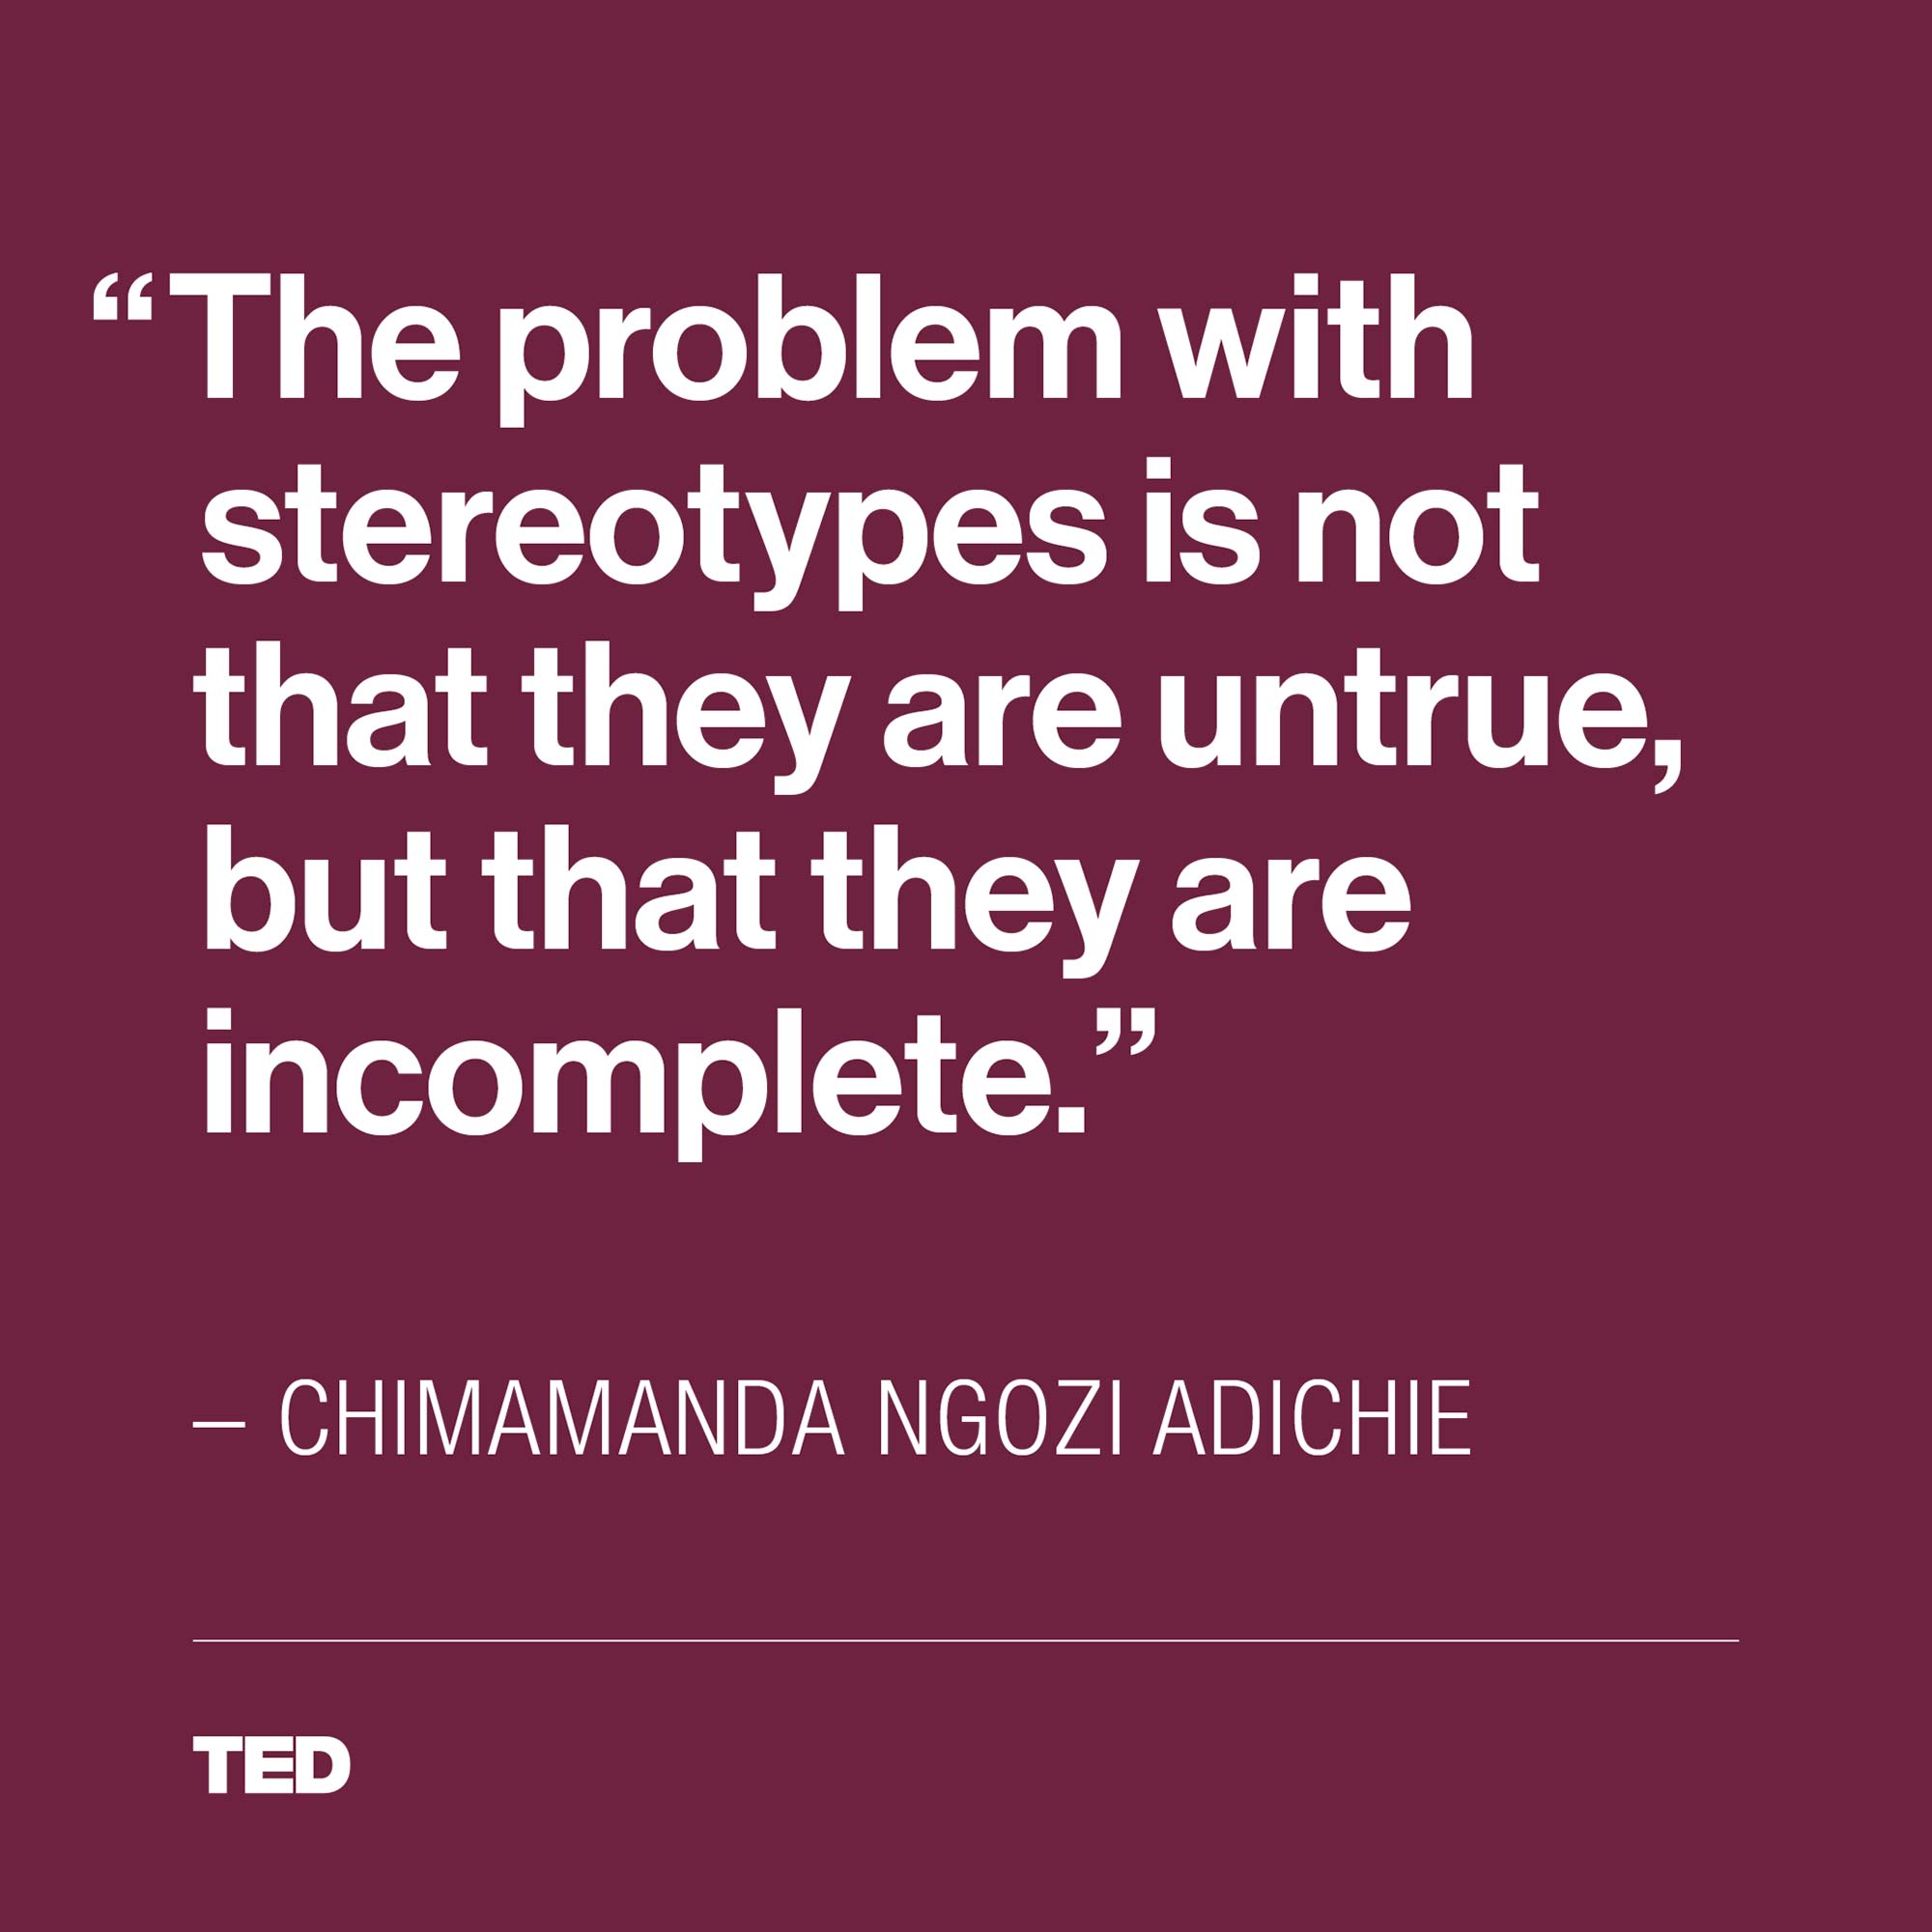 “The problem with
stereotypes is not
that they are untrue,
but that they are
incomplete.”
– CHIMAMANDA NGOZI ADICHIE
TED